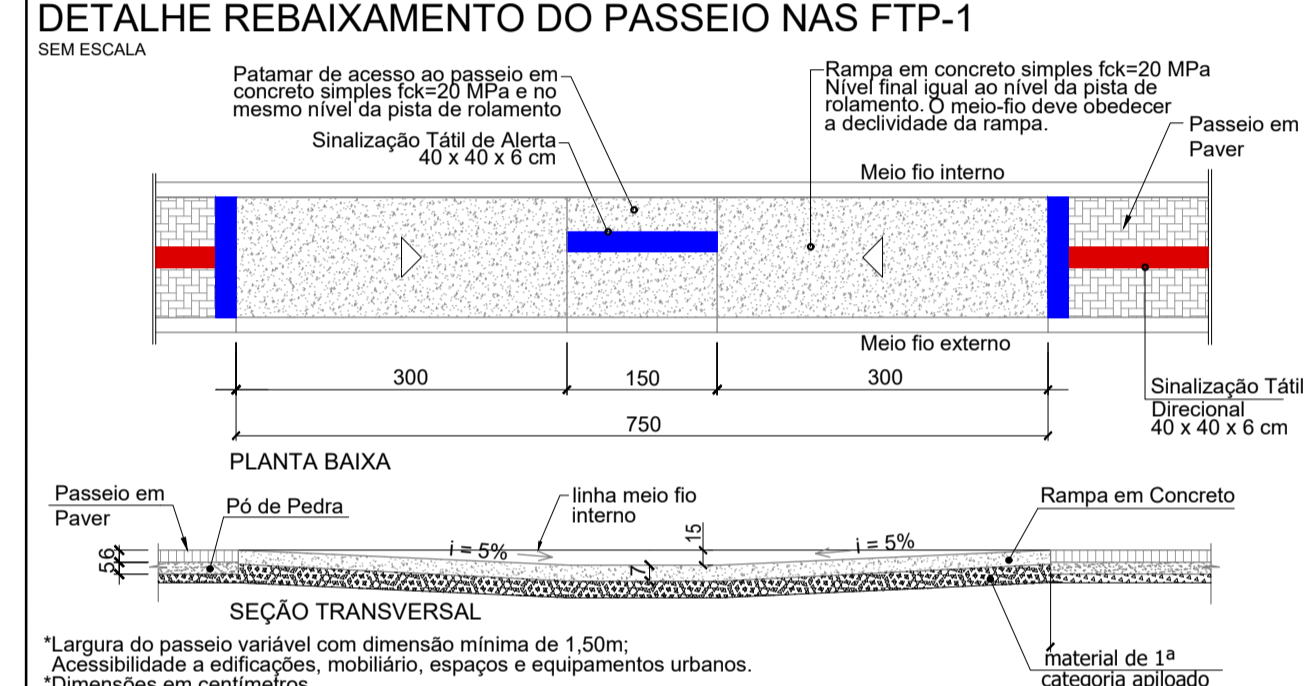 DETALHE REBAIXAMENTO DO PASSEIO NAS FTP-1
SEM ESCALA
Patamar de acesso ao passeio em
concreto simples fck=20 MPa e no
mesmo nível da pista de rolamento
Sinalização Tátil de Alerta
40 x 40 x 6 cm
Rampa em concreto simples fck=20 MPa
Nível final igual ao nível da pista de
rolamento. O meio-fio deve obedecer
a declividade da rampa.
Passeio em
Paver
Meio fio interno
Meio fio externo
300
150
300
750
Sinalização Tátil
Direcional
40 x 40 x 6 cm
PLANTA BAIXA
Passeio em
Paver
Pó de Pedra
linha meio fio
interno
Rampa em Concreto
i = 5%
15
i = 5%
5 6
7
SEÇÃO TRANSVERSAL
*Largura do passeio variável com dimensão mínima de 1,50m;
Acessibilidade a edificações, mobiliário, espaços e equipamentos urbanos.
*Dimensões em centímetros
material de 1ª
categoria apiloado